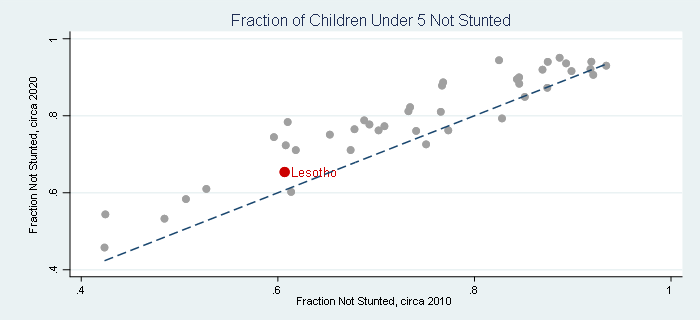 Fraction of Children Under 5 Not Stunted
Fraction Not Stunted, circa 2020
1
.8
.6
.4
Lesotho
.4
.6
.8
1
Fraction Not Stunted, circa 2010